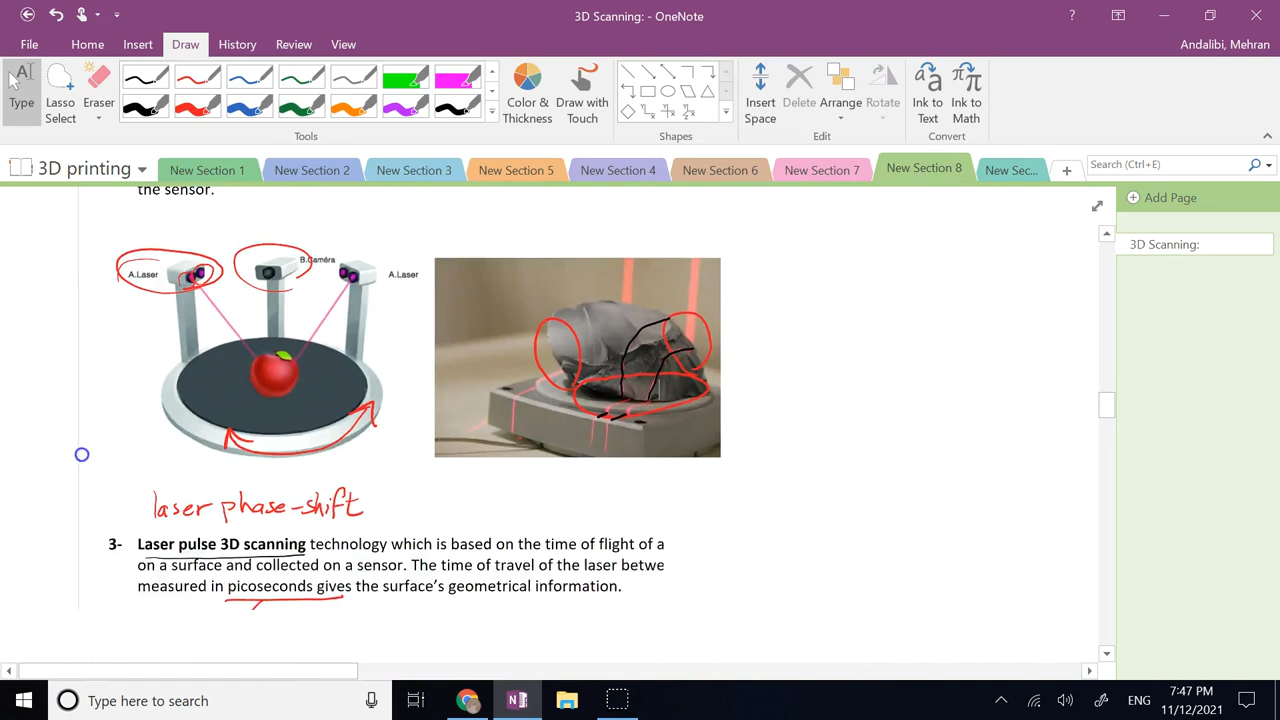 3D Scanning: - OneNote
File Home Insert Draw History Review View
Andalibi, Mehran
Type
Lasso
Select
Eraser
Color &
Thickness
Draw with
Touch
Insert
Space
Delete
Arrange
Rotate
Ink to
Text
Ink to
Math
Tools
Shapes
Edit
Convert
3D printing
New Section 1
New Section 2
New Section 3
New Section 4
New Section 5
New Section 6
New Section 7
New Section 8
New Sec...
Search (Ctrl+E)
Add Page
3D Scanning:
the sensor.
A.Laser
B.Caméra
A.Laser
laser phase-shift
3- Laser pulse 3D scanning technology which is based on the time of flight of a
on a surface and collected on a sensor. The time of travel of the laser betwe
measured in picoseconds gives the surface's geometrical information.
Type here to search
ENG
7:47 PM
11/12/2021